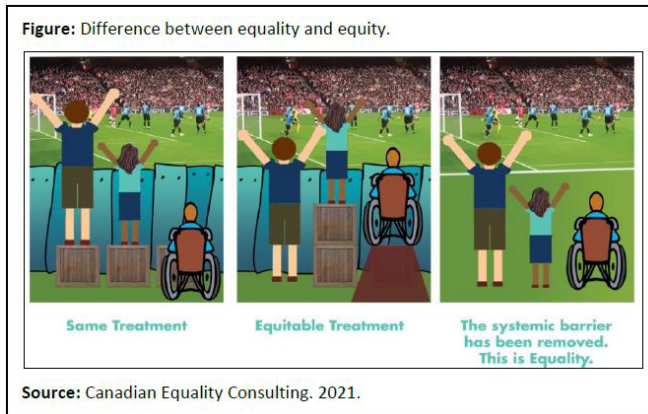 Figure: Difference between equality and equity.
Same Treatment
Equitable Treatment
The systemic barrier
has been removed.
This is Equality.
Source: Canadian Equality Consulting. 2021.